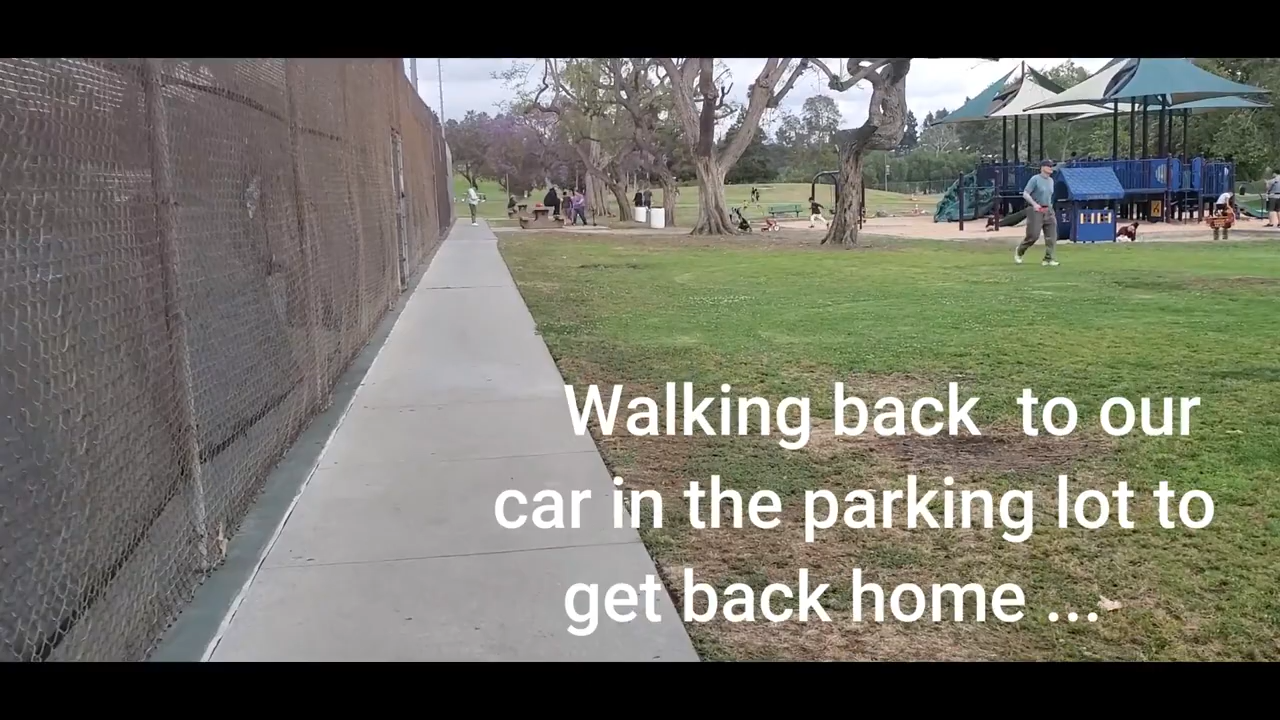 Walking back  to our
car in the parking lot to
get back home ...